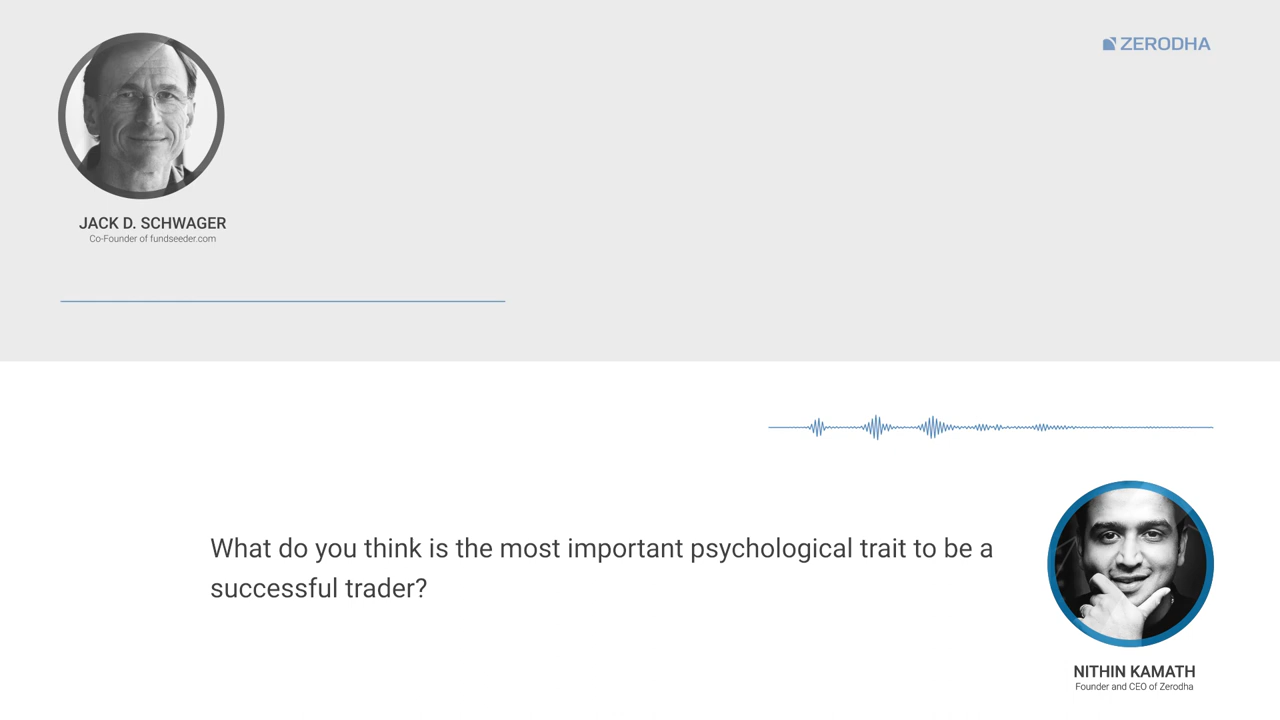 ZERODHA
JACK D. SCHWAGER
Co-Founder of fundseeder.com
What do you think is the most important psychological trait to be a
successful trader?
NITHIN KAMATH
Founder and CEO of Zerodha